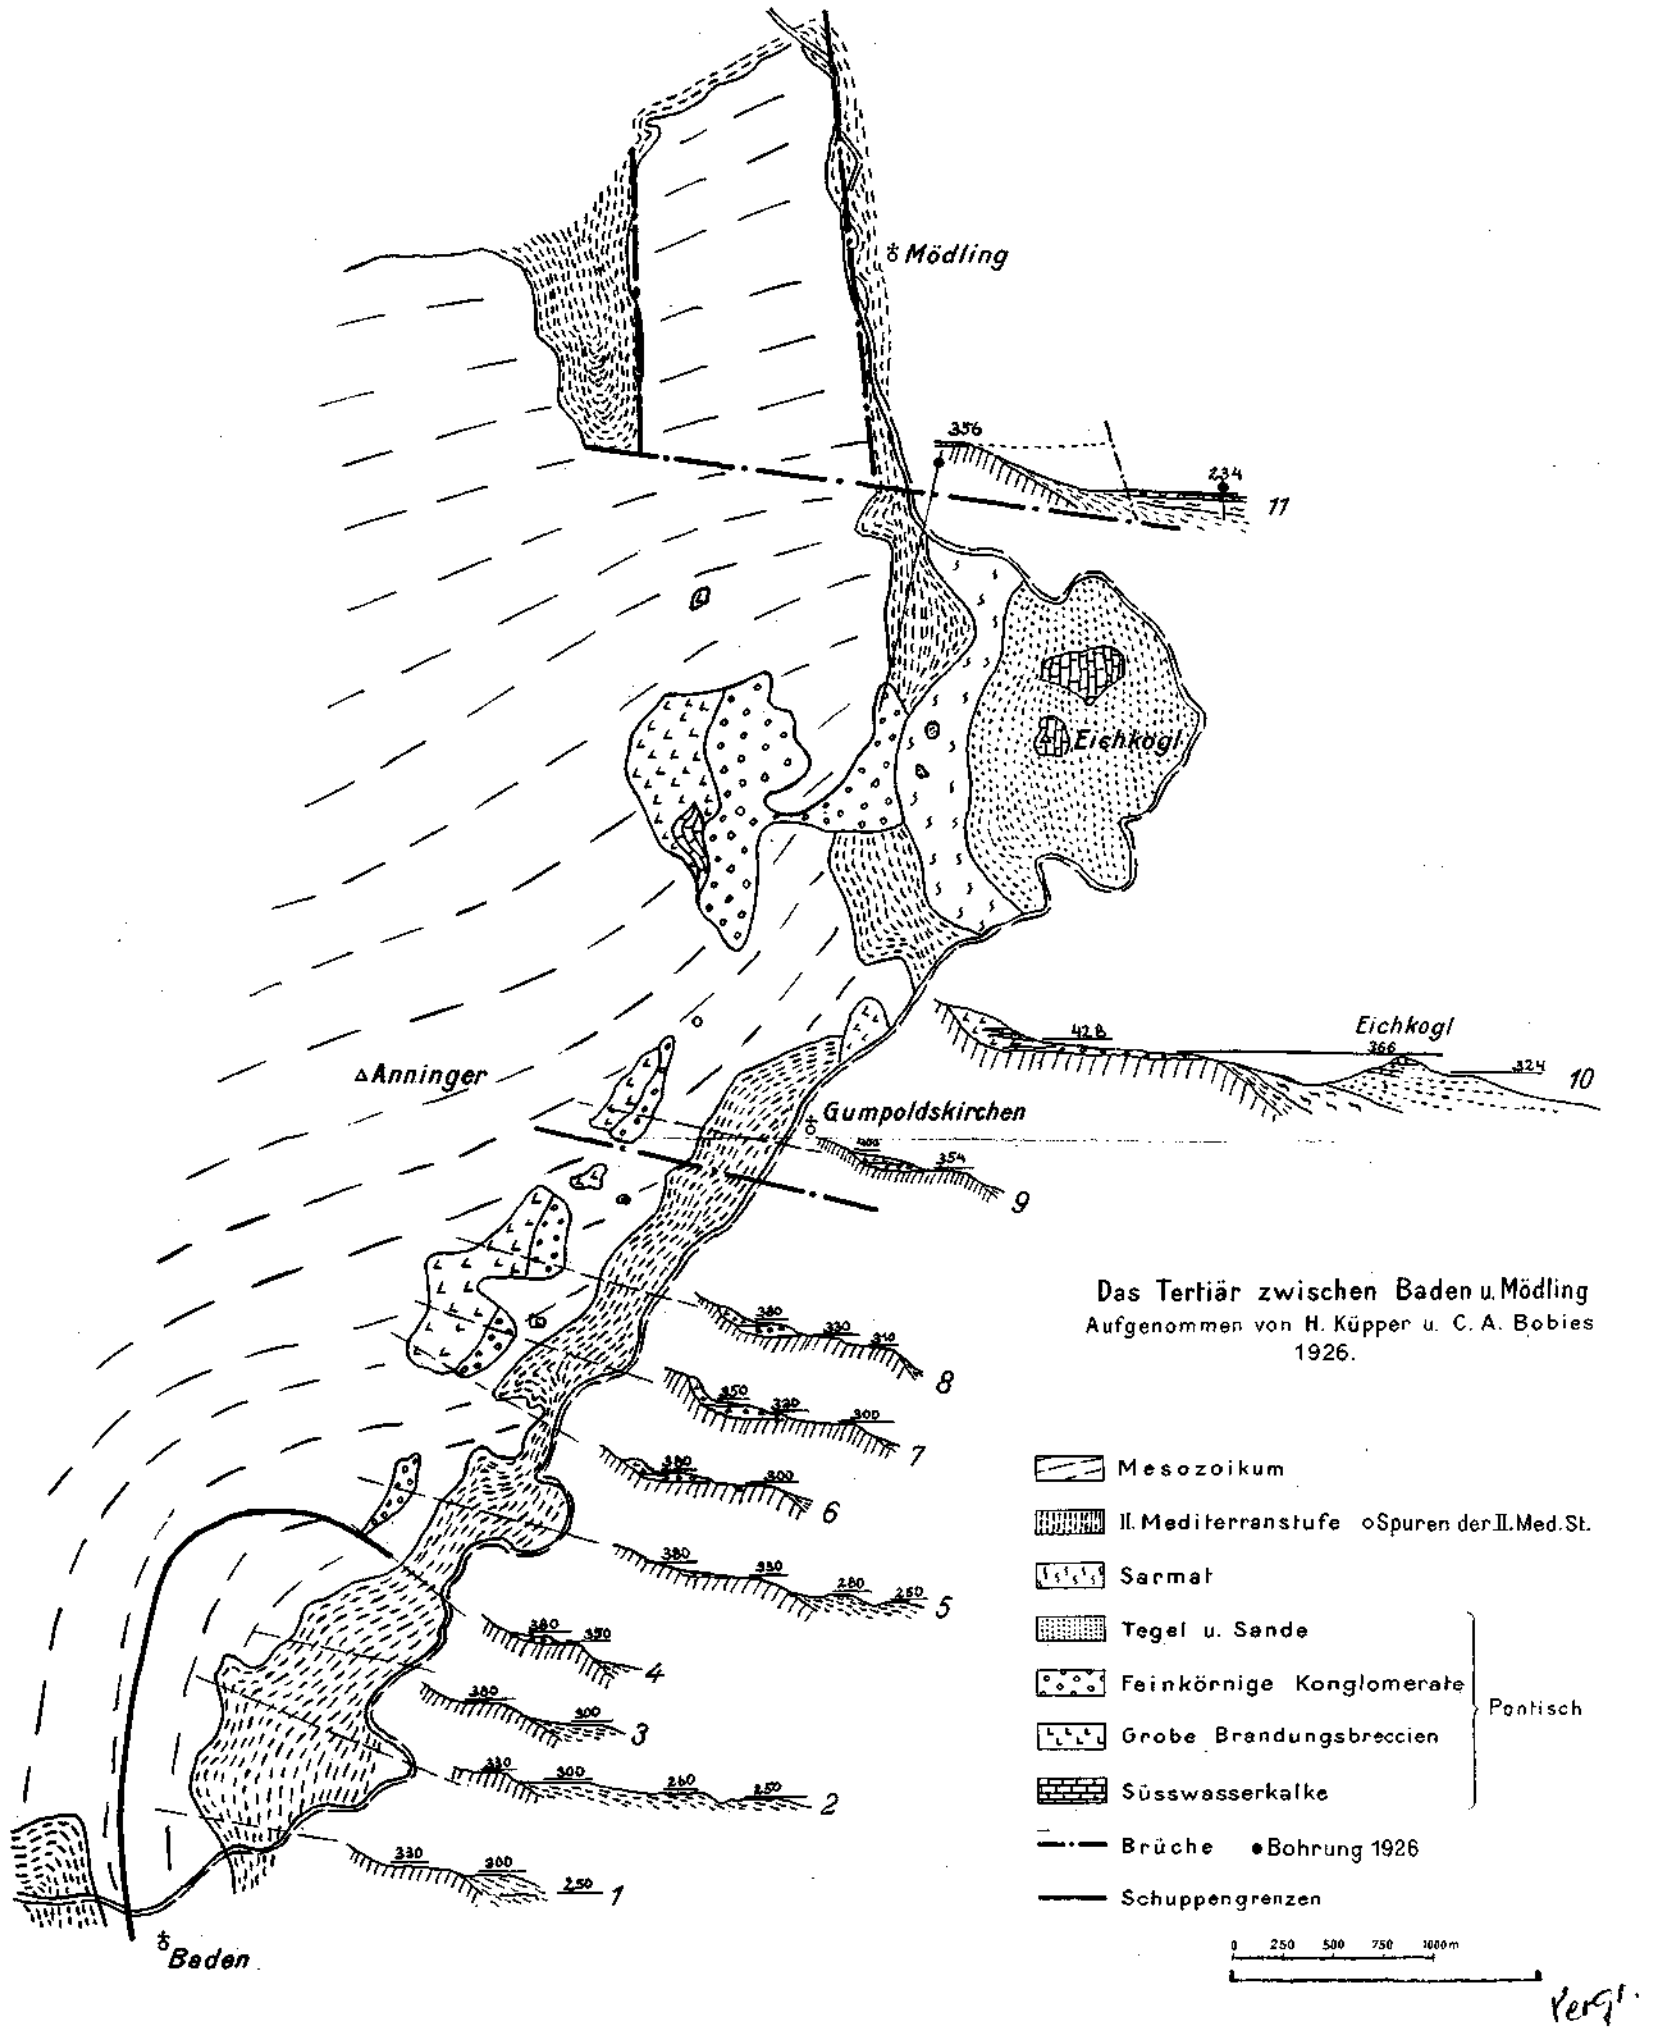 Mödling
356
234
11
Eichkogl
Eichkogl
428
366
324
10
Anninger
Gumpoldskirchen
400
354
9
Das Tertiär zwischen Baden u. Mödling
Aufgenommen von H. Küpper u. C. A. Bobies
1926.
380
330
310
8
350
330
300
7
380
300
6
380
330
280
260
5
380
350
4
380
300
3
330
300
260
250
2
330
300
250
1
Baden
Mesozoikum
II. Mediterranstufe oSpuren der II. Med. St.
Sarmat
Tegel u. Sande
Feinkörnige Konglomerate
Pontisch
Grobe Brandungsbreccien
Süsswasserkalke
Brüche •Bohrung 1926
Schuppengrenzen
0 250 500 750 1000m